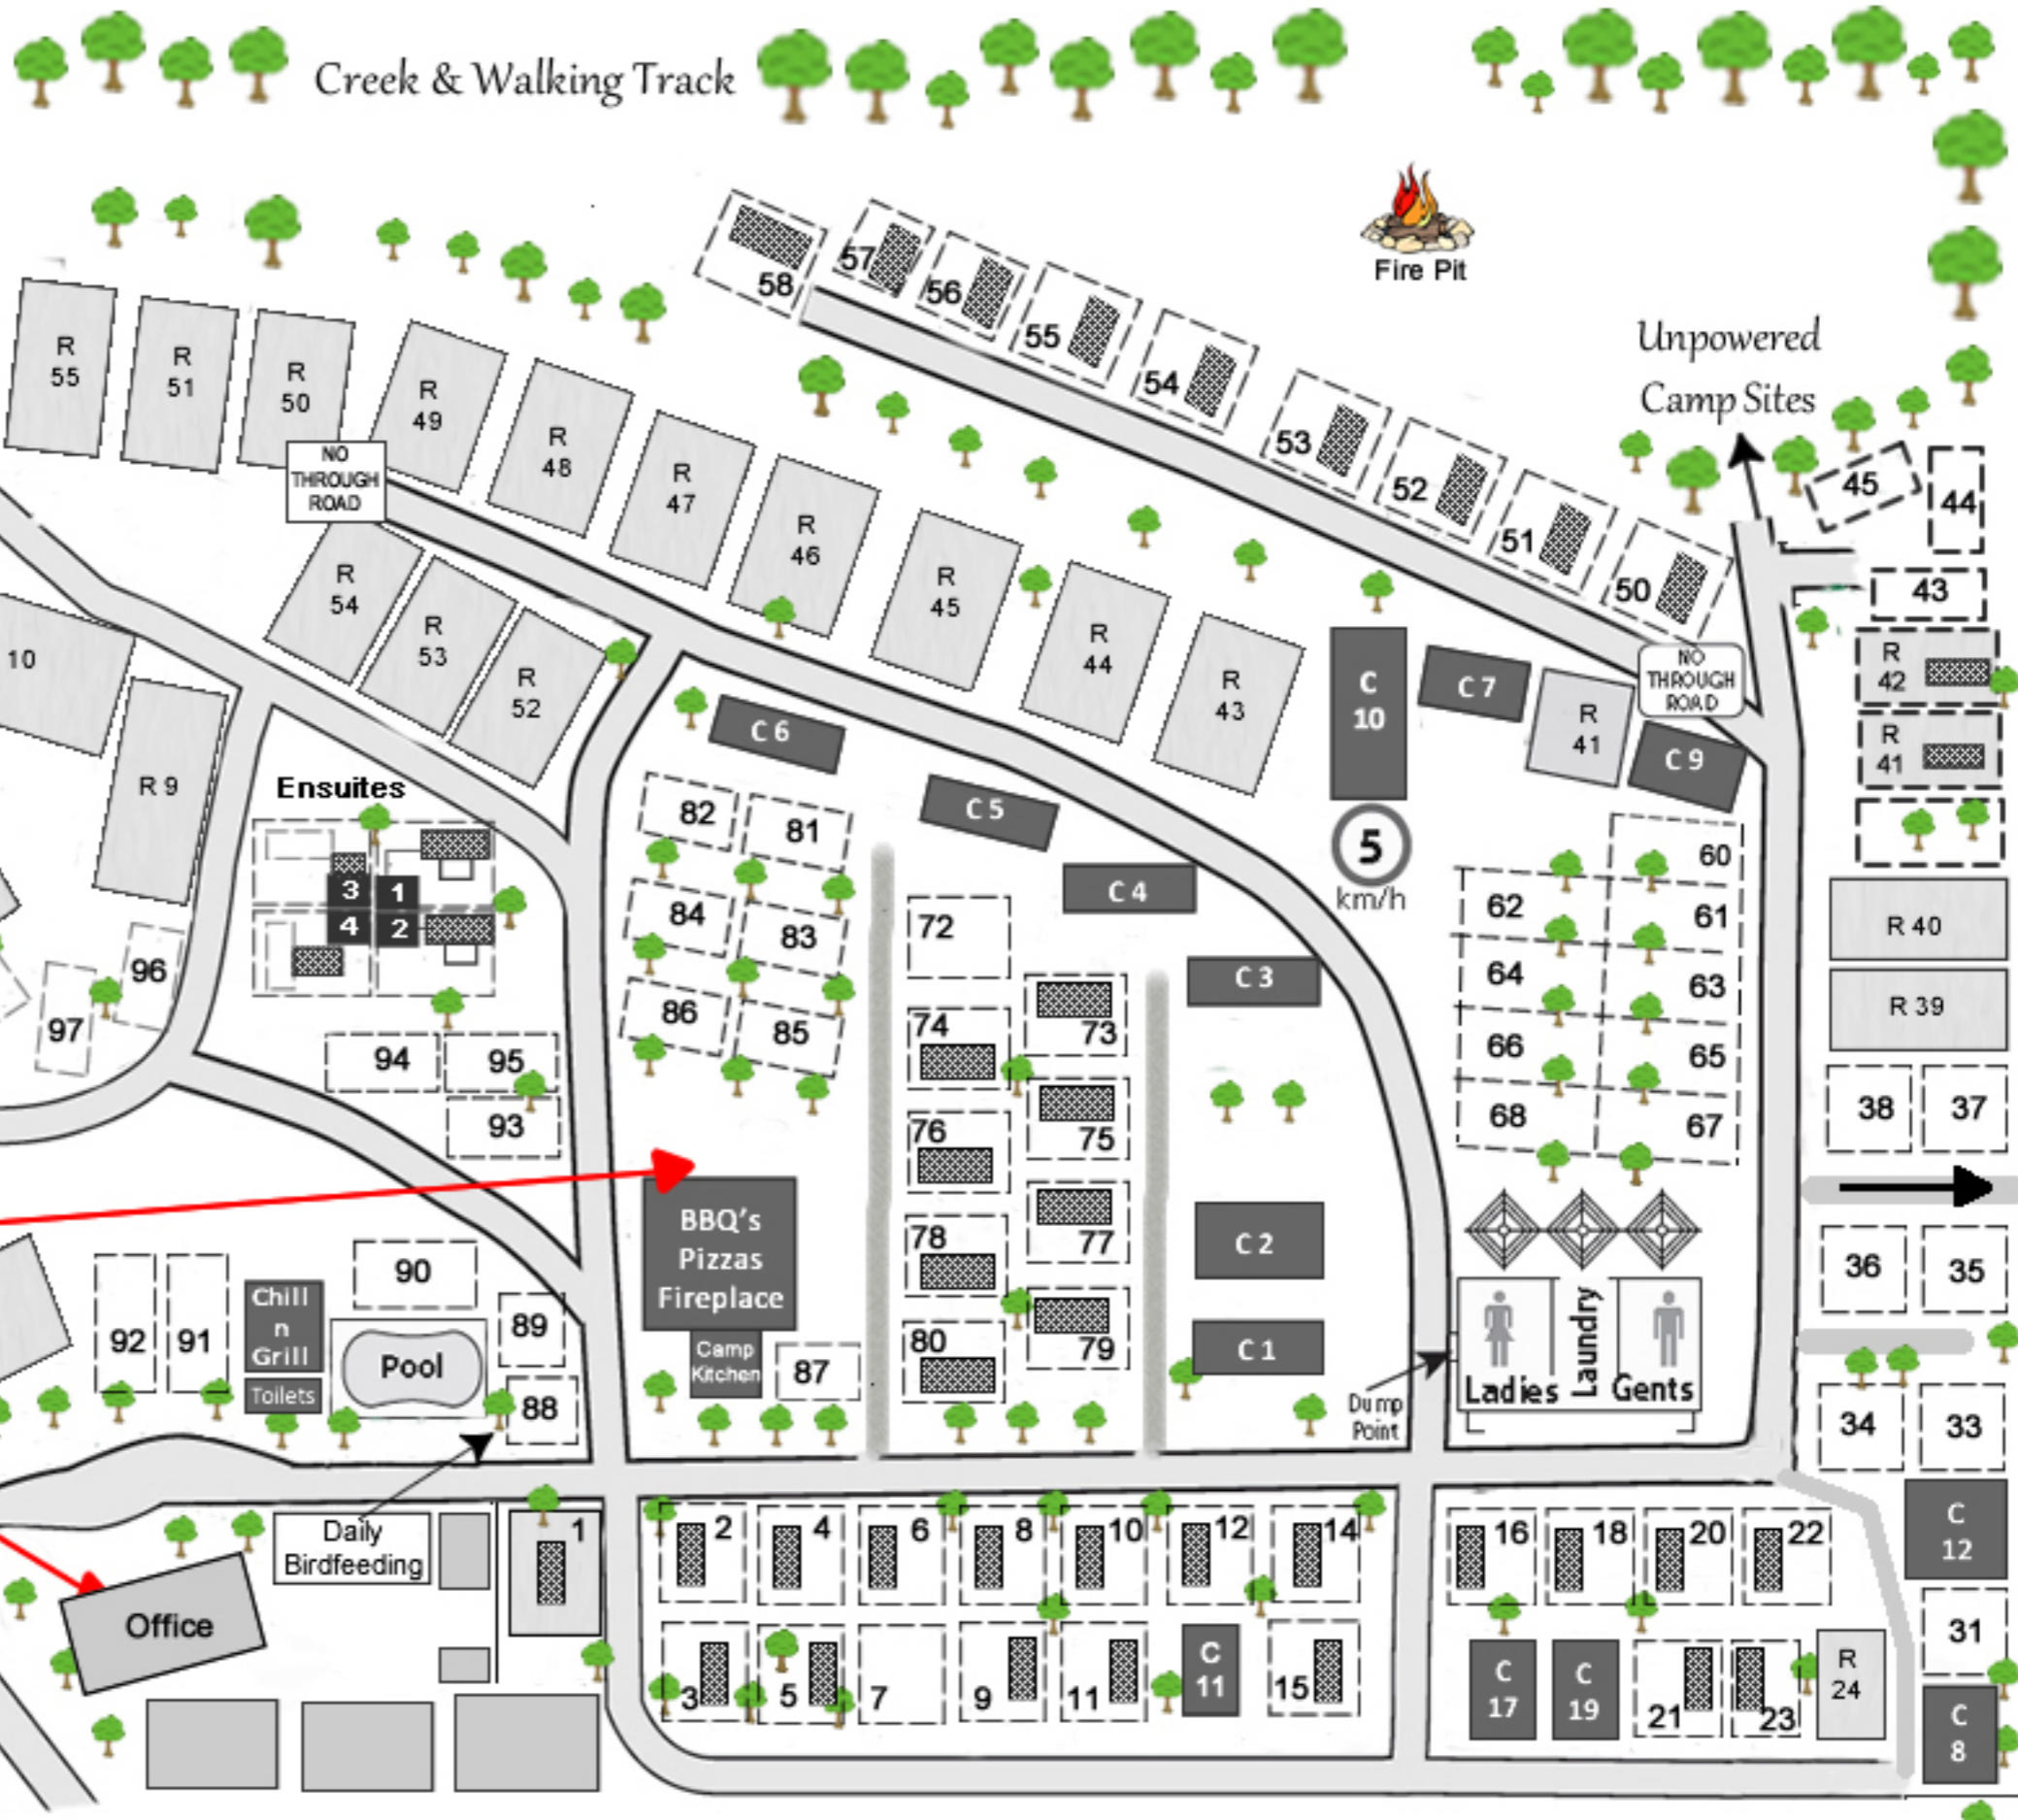 Creek & Walking Track
Fire Pit
Unpowered
Camp Sites
58
57
56
55
54
53
52
51
50
45
44
43
R
42
R
41
R
55
R
51
R
50
R
49
R
48
R
47
R
46
R
45
R
44
R
43
NO
THROUGH
ROAD
R
54
R
53
R
52
C
10
C 7
R
41
C 9
NO
THROUGH
ROAD
10
R 9
C 6
C 5
C 4
C 3
C 2
C 1
5
km/h
Ensuites
3
1
4
2
82
81
84
83
86
85
72
74
73
76
75
78
77
80
79
60
62
61
64
63
66
65
68
67
R 40
R 39
38
37
36
35
34
33
96
97
94
95
93
BBQ's
Pizzas
Fireplace
Camp
Kitchen
87
92
91
Chill
n
Grill
Toilets
90
Pool
89
88
Dump
Point
Ladies
Laundry
Gents
Daily
Birdfeeding
Office
1
2
4
6
8
10
12
14
16
18
20
22
3
5
7
9
11
C
11
15
C
17
C
19
21
23
R
24
C
12
31
C
8